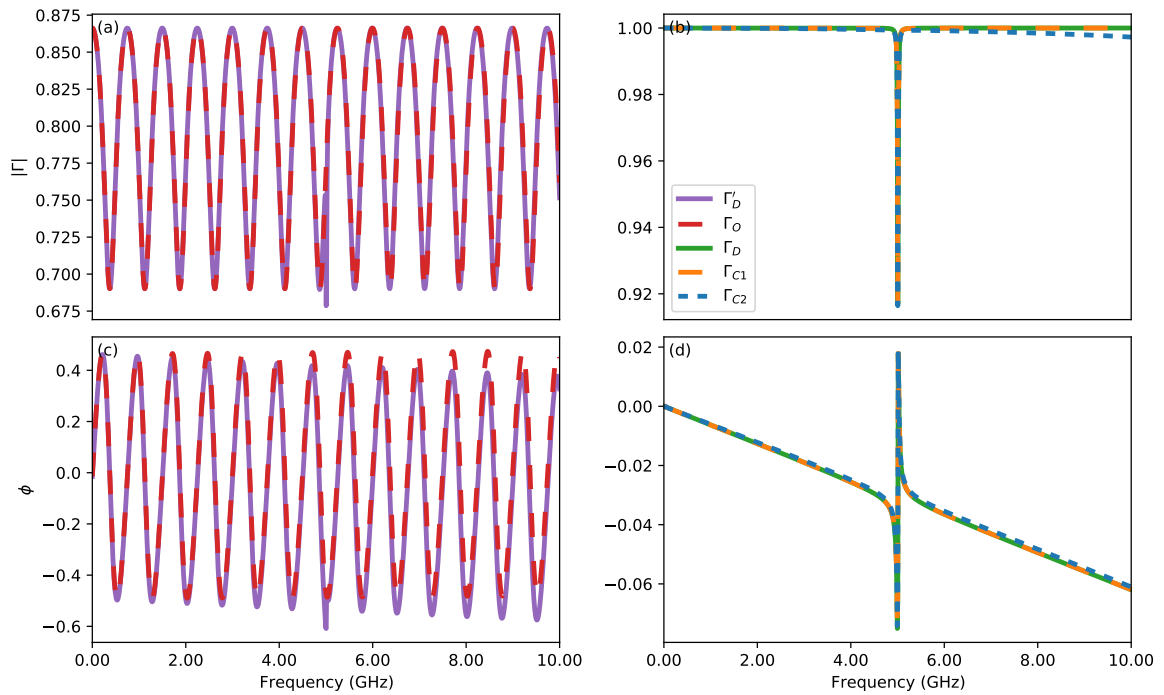 (a)
0.875
0.850
0.825
0.800
0.775
0.750
0.725
0.700
0.675
|Γ|
(b)
1.00
0.98
0.96
0.94
0.92
Γ′D
ΓO
ΓD
ΓC1
ΓC2
(c)
0.4
0.2
0.0
−0.2
−0.4
−0.6
ϕ
0.00 2.00 4.00 6.00 8.00 10.00
Frequency (GHz)
(d)
0.02
0.00
−0.02
−0.04
−0.06
0.00 2.00 4.00 6.00 8.00 10.00
Frequency (GHz)